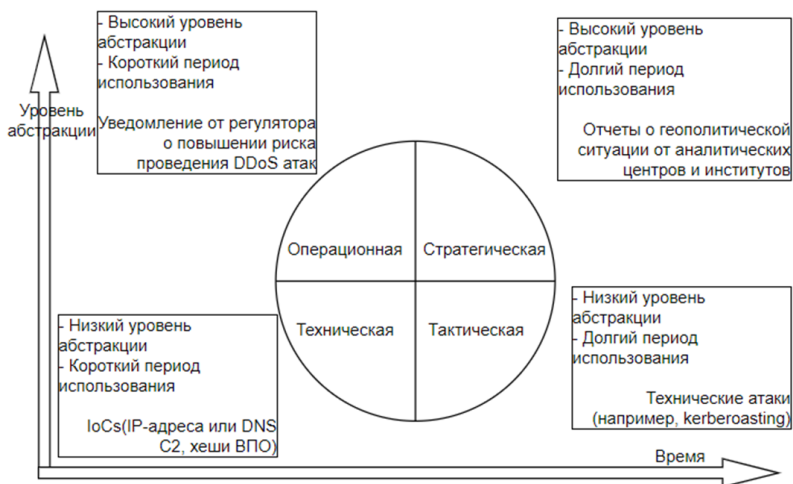 - Высокий уровень
абстракции
- Короткий период
использования
Уведомление от регулятора
о повышении риска
проведения DDoS атак
- Высокий уровень
абстракции
- Долгий период
использования
Отчеты о геополитической
ситуации от аналитических
центров и институтов
Уровень
абстракции
Операционная
Стратегическая
Техническая
Тактическая
- Низкий уровень
абстракции
- Короткий период
использования
IoCs(IP-адреса или DNS
C2, хеши ВПО)
- Низкий уровень
абстракции
- Долгий период
использования
Технические атаки
(например, kerberoasting)
Время